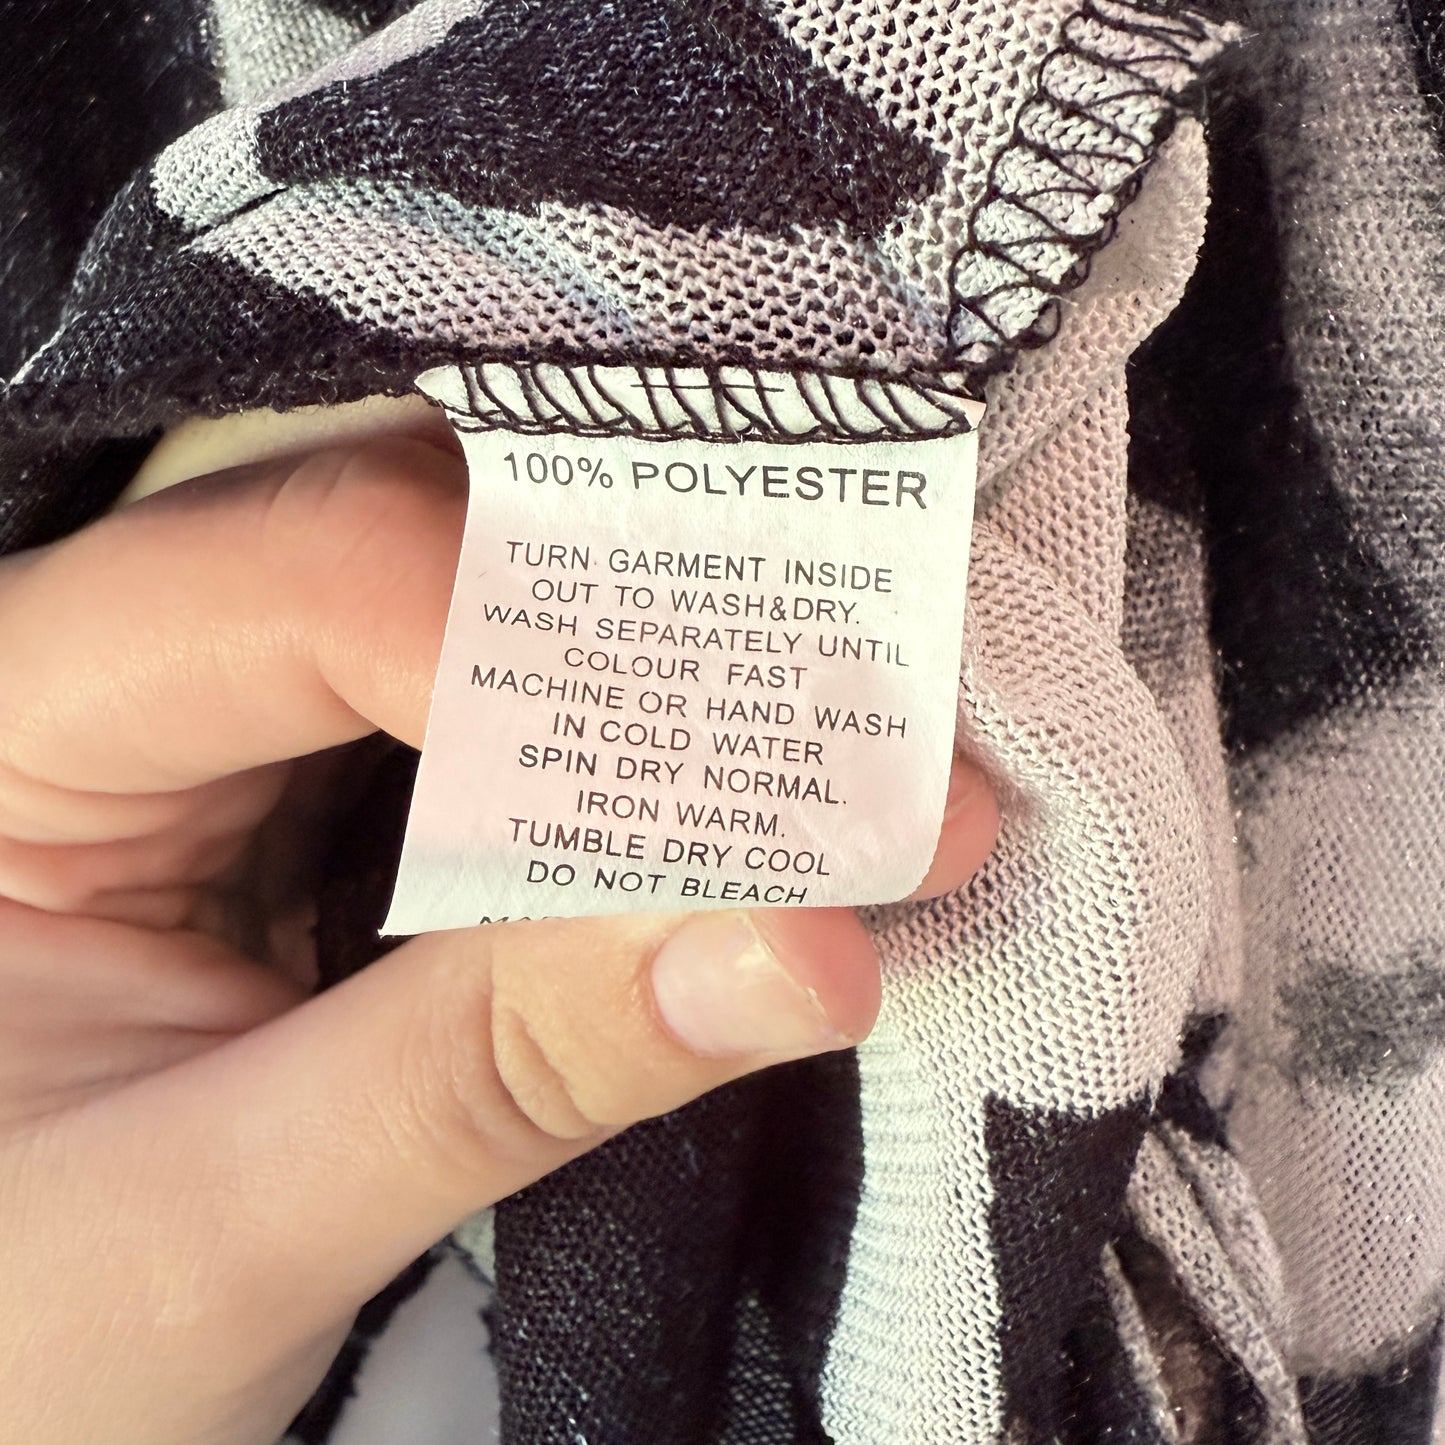 100% POLYESTER
TURN GARMENT INSIDE
OUT TO WASH&DRY.
WASH SEPARATELY UNTIL
COLOUR FAST
MACHINE OR HAND WASH
IN COLD WATER
SPIN DRY NORMAL.
IRON WARM.
TUMBLE DRY COOL
DO NOT BLEACH